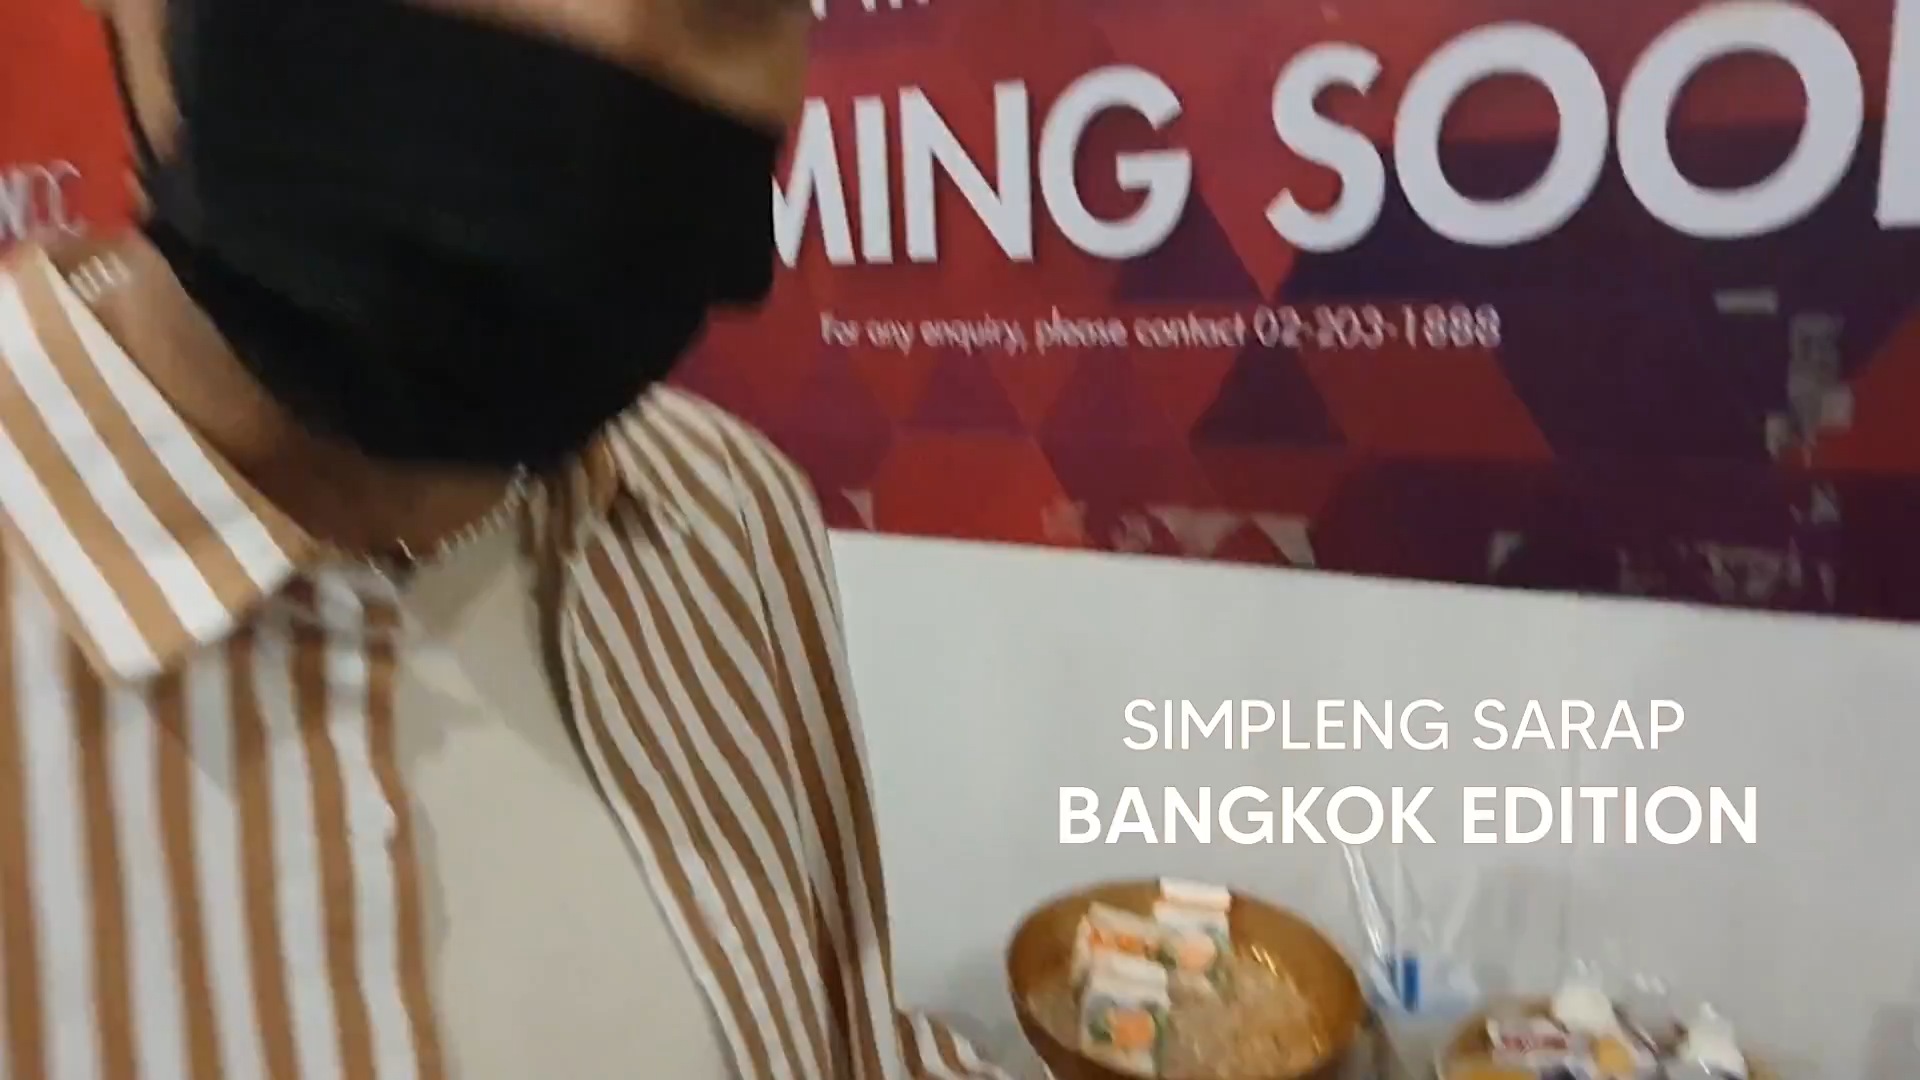 MING SOO
For any enquiry, please contact 02-203-1888
SIMPLENG SARAP
BANGKOK EDITION